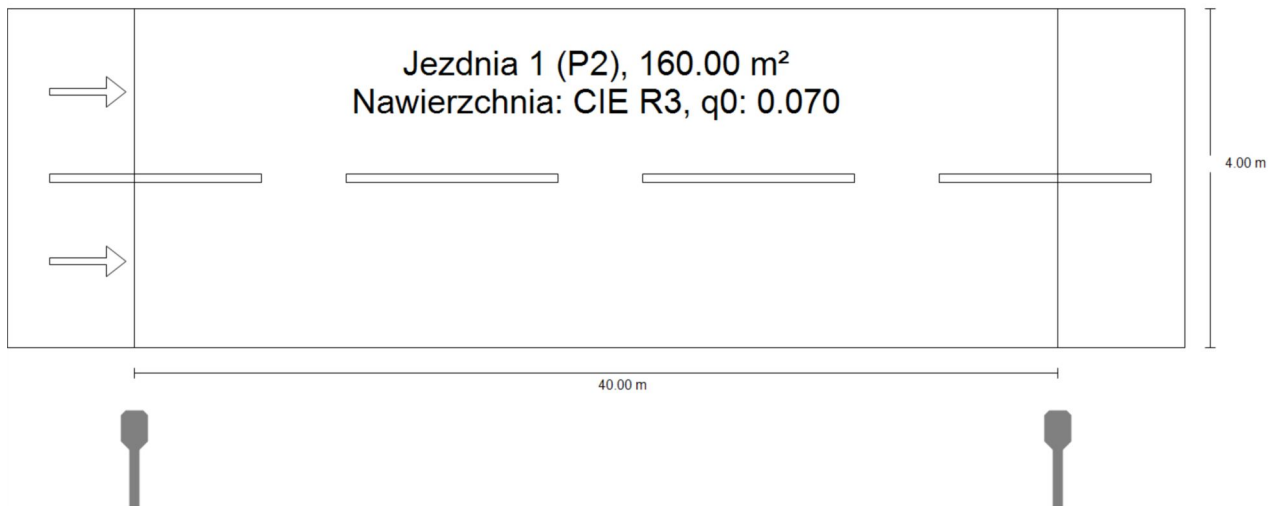 Jezdnia 1 (P2), 160.00 m²
Nawierzchnia: CIE R3, q0: 0.070
4.00 m
40.00 m